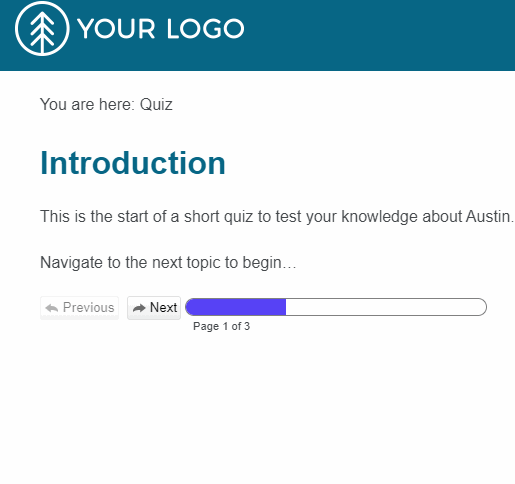 YOUR LOGO
You are here: Quiz
Introduction
This is the start of a short quiz to test your knowledge about Austin.
Navigate to the next topic to begin…
Previous Next
Page 1 of 3